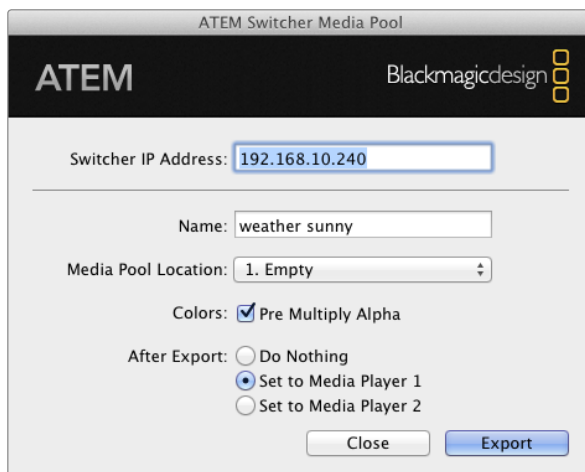 ATEM Switcher Media Pool
ATEM
Blackmagicdesign
Switcher IP Address: 192.168.10.240
Name: weather sunny
Media Pool Location: 1. Empty
Colors: Pre Multiply Alpha
After Export: Do Nothing
Set to Media Player 1
Set to Media Player 2
Close Export